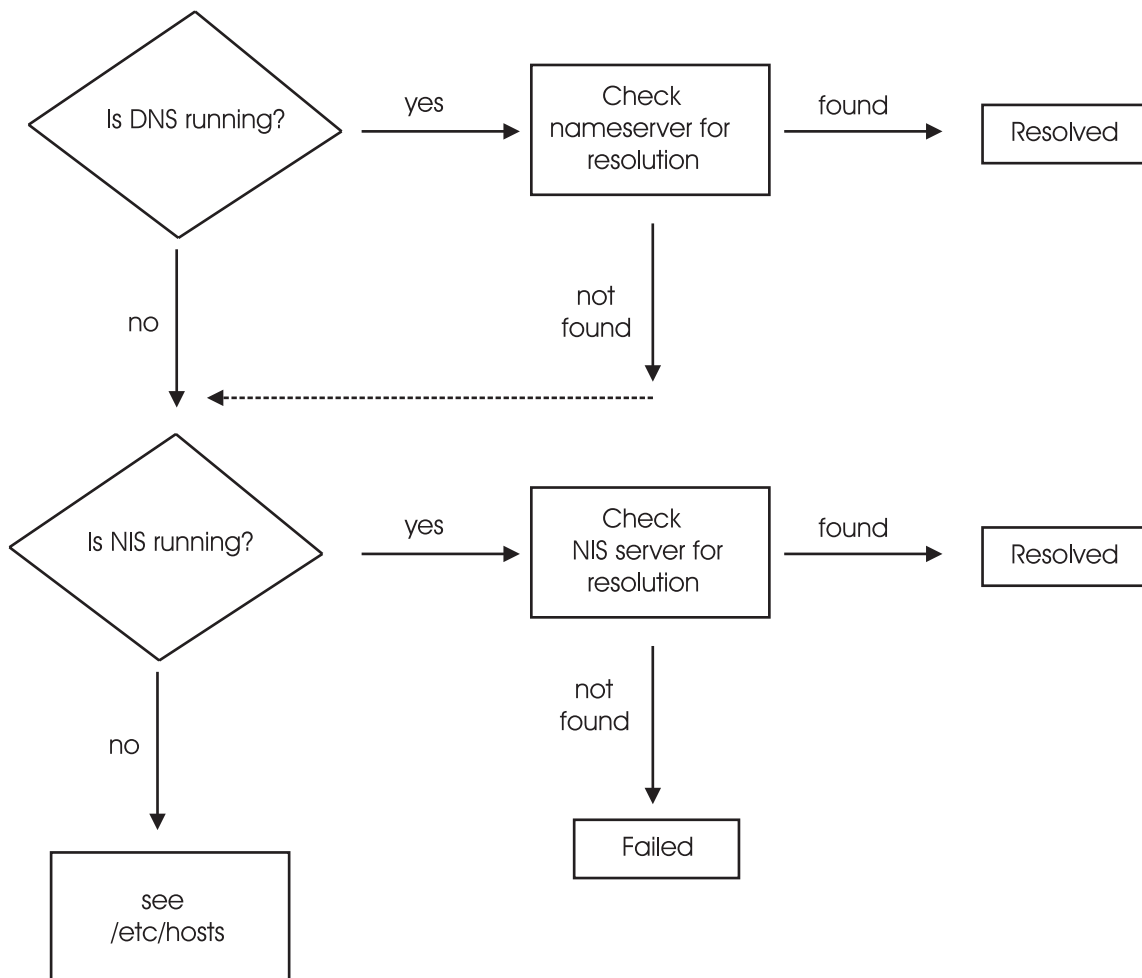 Is DNS running?
yes
Check
nameserver for
resolution
found
Resolved
no
not
found
Is NIS running?
yes
Check
NIS server for
resolution
found
Resolved
no
not
found
Failed
see
/etc/hosts